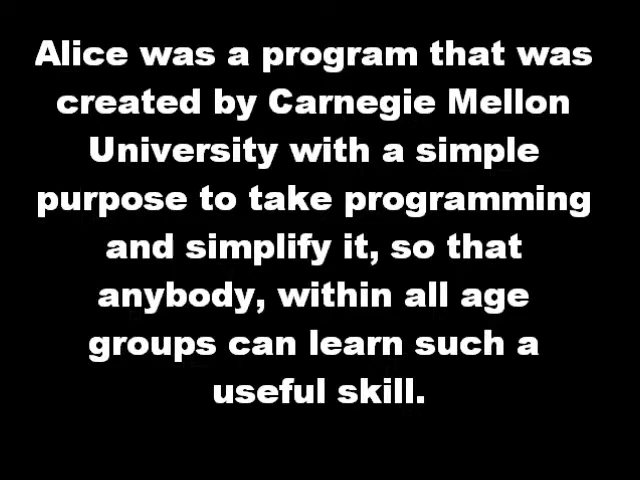 Alice was a program that was
created by Carnegie Mellon
University with a simple
purpose to take programming
and simplify it, so that
anybody, within all age
groups can learn such a
useful skill.